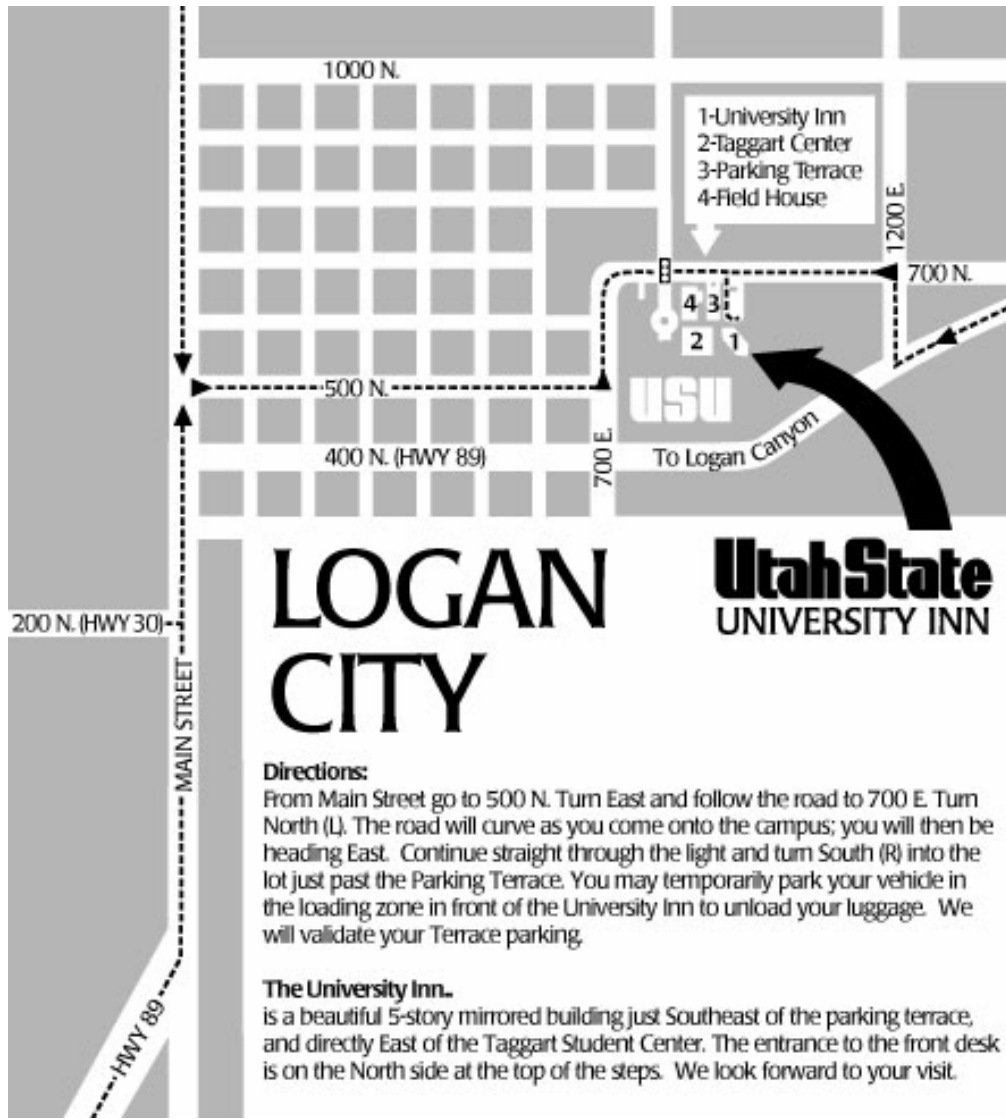 1000 N.
1-University Inn
2-Taggart Center
3-Parking Terrace
4-Field House
1200 E.
700 N.
4 3
2 1
500 N.
USU
400 N. (HWY 89)
700 E.
To Logan Canyon
LOGAN
CITY
UtahState
UNIVERSITY INN
200 N. (HWY 30)
MAIN STREET
HWY 89
Directions:
From Main Street go to 500 N. Turn East and follow the road to 700 E. Turn
North (L). The road will curve as you come onto the campus; you will then be
heading East. Continue straight through the light and turn South (R) into the
lot just past the Parking Terrace. You may temporarily park your vehicle in
the loading zone in front of the University Inn to unload your luggage. We
will validate your Terrace parking.
The University Inn..
is a beautiful 5-story mirrored building just Southeast of the parking terrace,
and directly East of the Taggart Student Center. The entrance to the front desk
is on the North side at the top of the steps. We look forward to your visit.